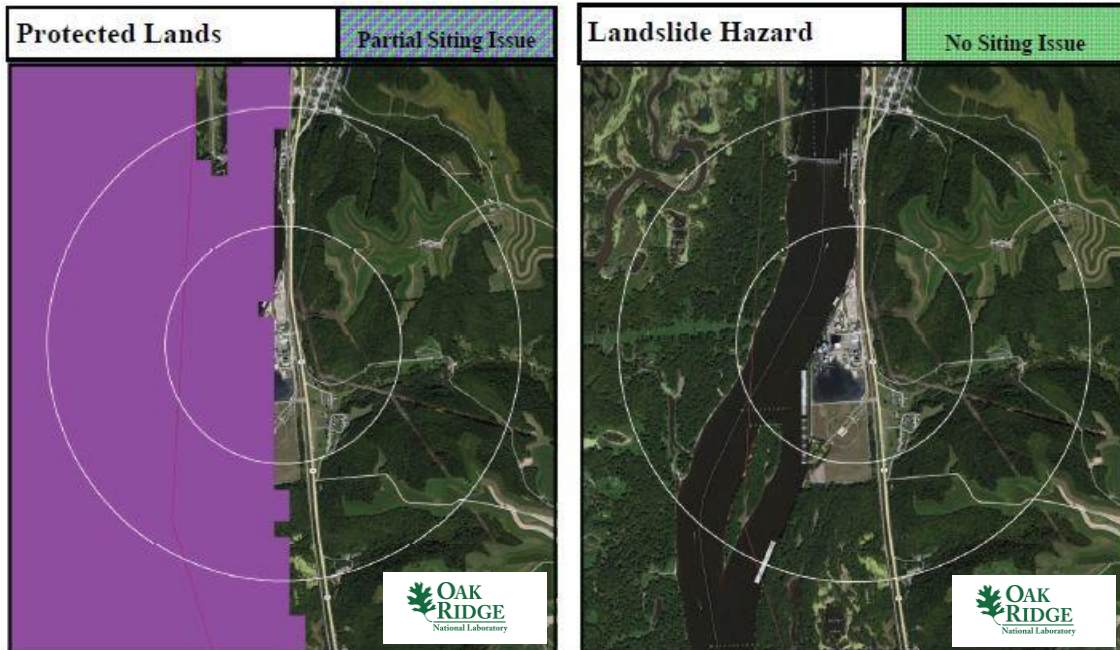 Protected Lands
Partial Siting Issue
Landslide Hazard
No Siting Issue
OAK
RIDGE
National Laboratory
OAK
RIDGE
National Laboratory